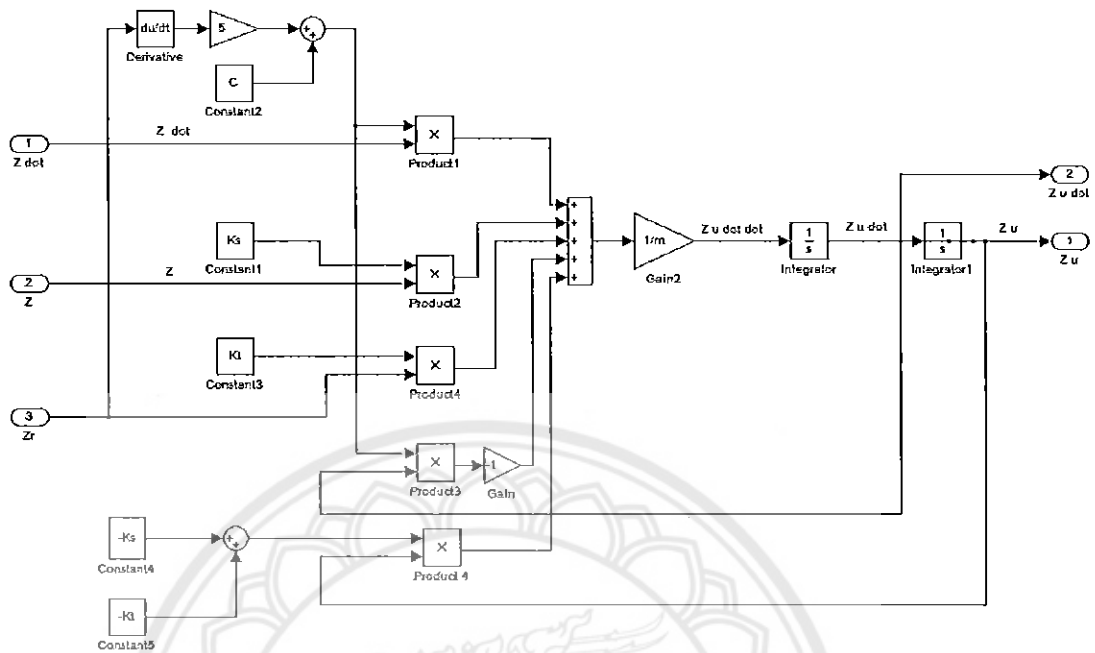 du/dt
Derivative
5
+
+
C
Constant2
1
Z dot
Z dot
×
Product1
Ks
Constant1
2
Z
Z
×
Product2
Kt
Constant3
×
Product4
3
Zr
×
Product3
-1
Gain
-Ks
Constant4
+
+
×
Product 4
-Kt
Constant5
+
+
+
+
+
1/m
Gain2
Z u dot dot
1
s
Integrator
Z u dot
1
s
Integrator1
Z u
2
Z u dot
1
Z u